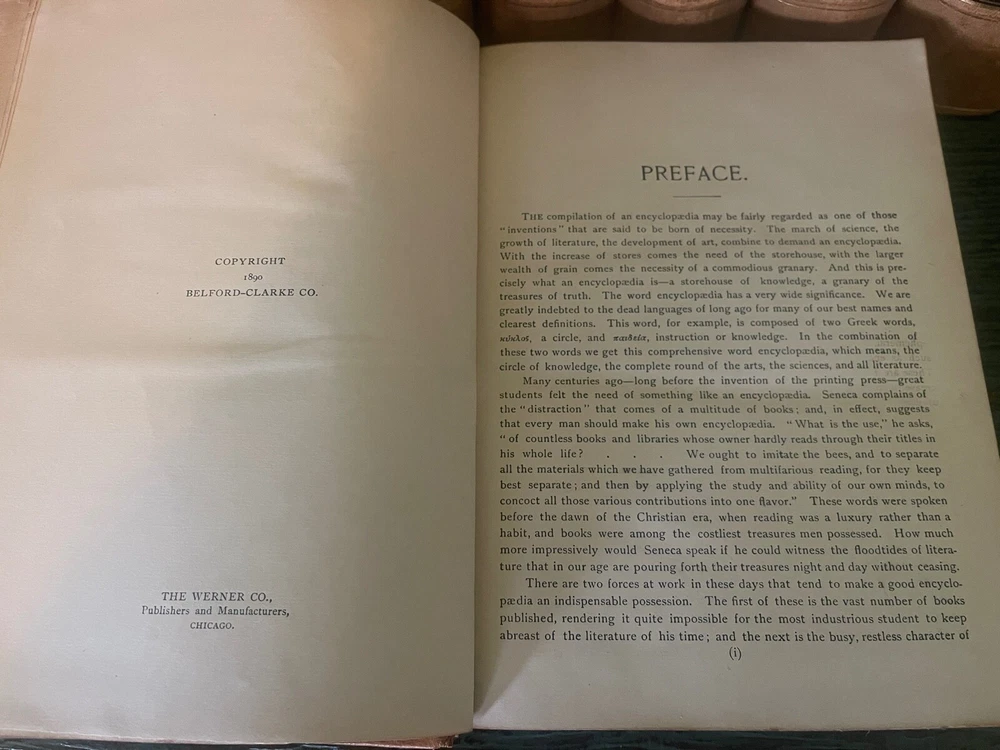 COPYRIGHT
1890
BELFORD-CLARKE CO.
THE WERNER CO.,
Publishers and Manufacturers,
CHICAGO.
PREFACE.
THE compilation of an encyclopædia may be fairly regarded as one of those
“inventions” that are said to be born of necessity. The march of science, the
growth of literature, the development of art, combine to demand an encyclopædia.
With the increase of stores comes the need of the storehouse, with the larger
wealth of grain comes the necessity of a commodious granary. And this is pre-
cisely what an encyclopædia is—a storehouse of knowledge, a granary of the
treasures of truth. The word encyclopædia has a very wide significance. We are
greatly indebted to the dead languages of long ago for many of our best names and
clearest definitions. This word, for example, is composed of two Greek words,
κύκλος, a circle, and παιδεία, instruction or knowledge. In the combination of
these two words we get this comprehensive word encyclopædia, which means, the
circle of knowledge, the complete round of the arts, the sciences, and all literature.
Many centuries ago—long before the invention of the printing press—great
students felt the need of something like an encyclopædia. Seneca complains of
the “distraction” that comes of a multitude of books; and, in effect, suggests
that every man should make his own encyclopædia. “What is the use,” he asks,
“of countless books and libraries whose owner hardly reads through their titles in
his whole life? . . . We ought to imitate the bees, and to separate
all the materials which we have gathered from multifarious reading, for they keep
best separate; and then by applying the study and ability of our own minds, to
concoct all those various contributions into one flavor.” These words were spoken
before the dawn of the Christian era, when reading was a luxury rather than a
habit, and books were among the costliest treasures men possessed. How much
more impressively would Seneca speak if he could witness the floodtides of litera-
ture that in our age are pouring forth their treasures night and day without ceasing.
There are two forces at work in these days that tend to make a good encyclo-
pædia an indispensable possession. The first of these is the vast number of books
published, rendering it quite impossible for the most industrious student to keep
abreast of the literature of his time; and the next is the busy, restless character of
(i)